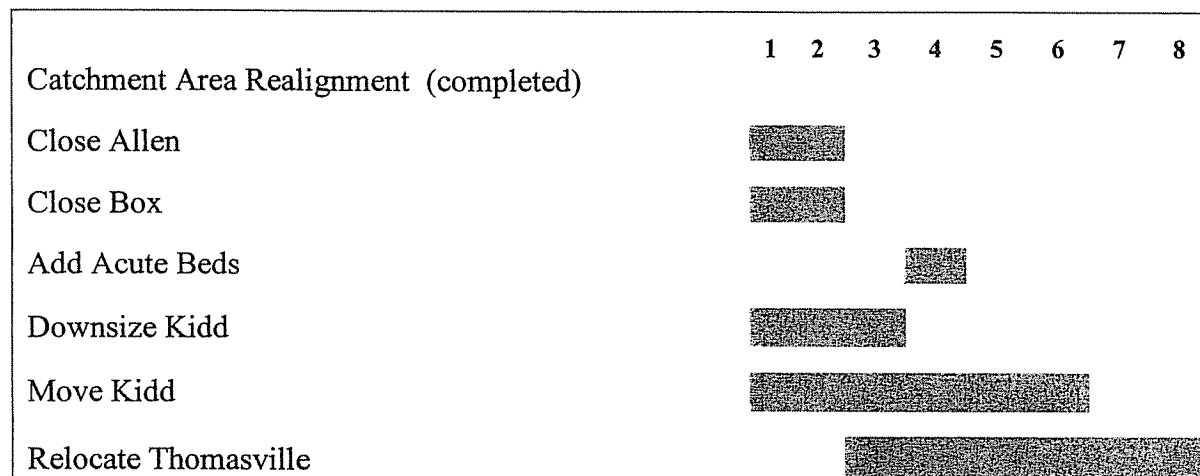 1 2 3 4 5 6 7 8
Catchment Area Realignment (completed)
Close Allen
Close Box
Add Acute Beds
Downsize Kidd
Move Kidd
Relocate Thomasville